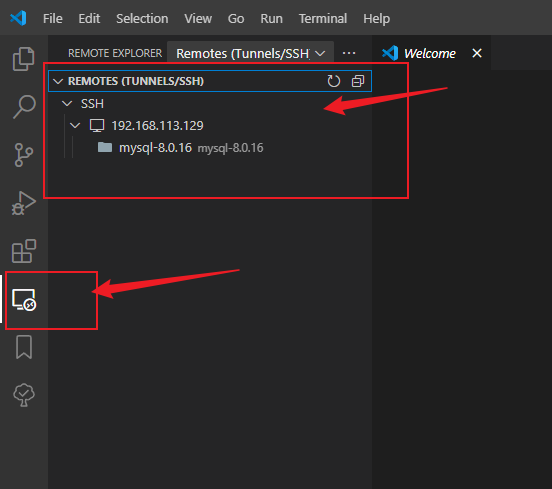 File Edit Selection View Go Run Terminal Help
REMOTE EXPLORER Remotes (Tunnels/SSH) ··· Welcome
REMOTES (TUNNELS/SSH)
SSH
192.168.113.129
mysql-8.0.16 mysql-8.0.16